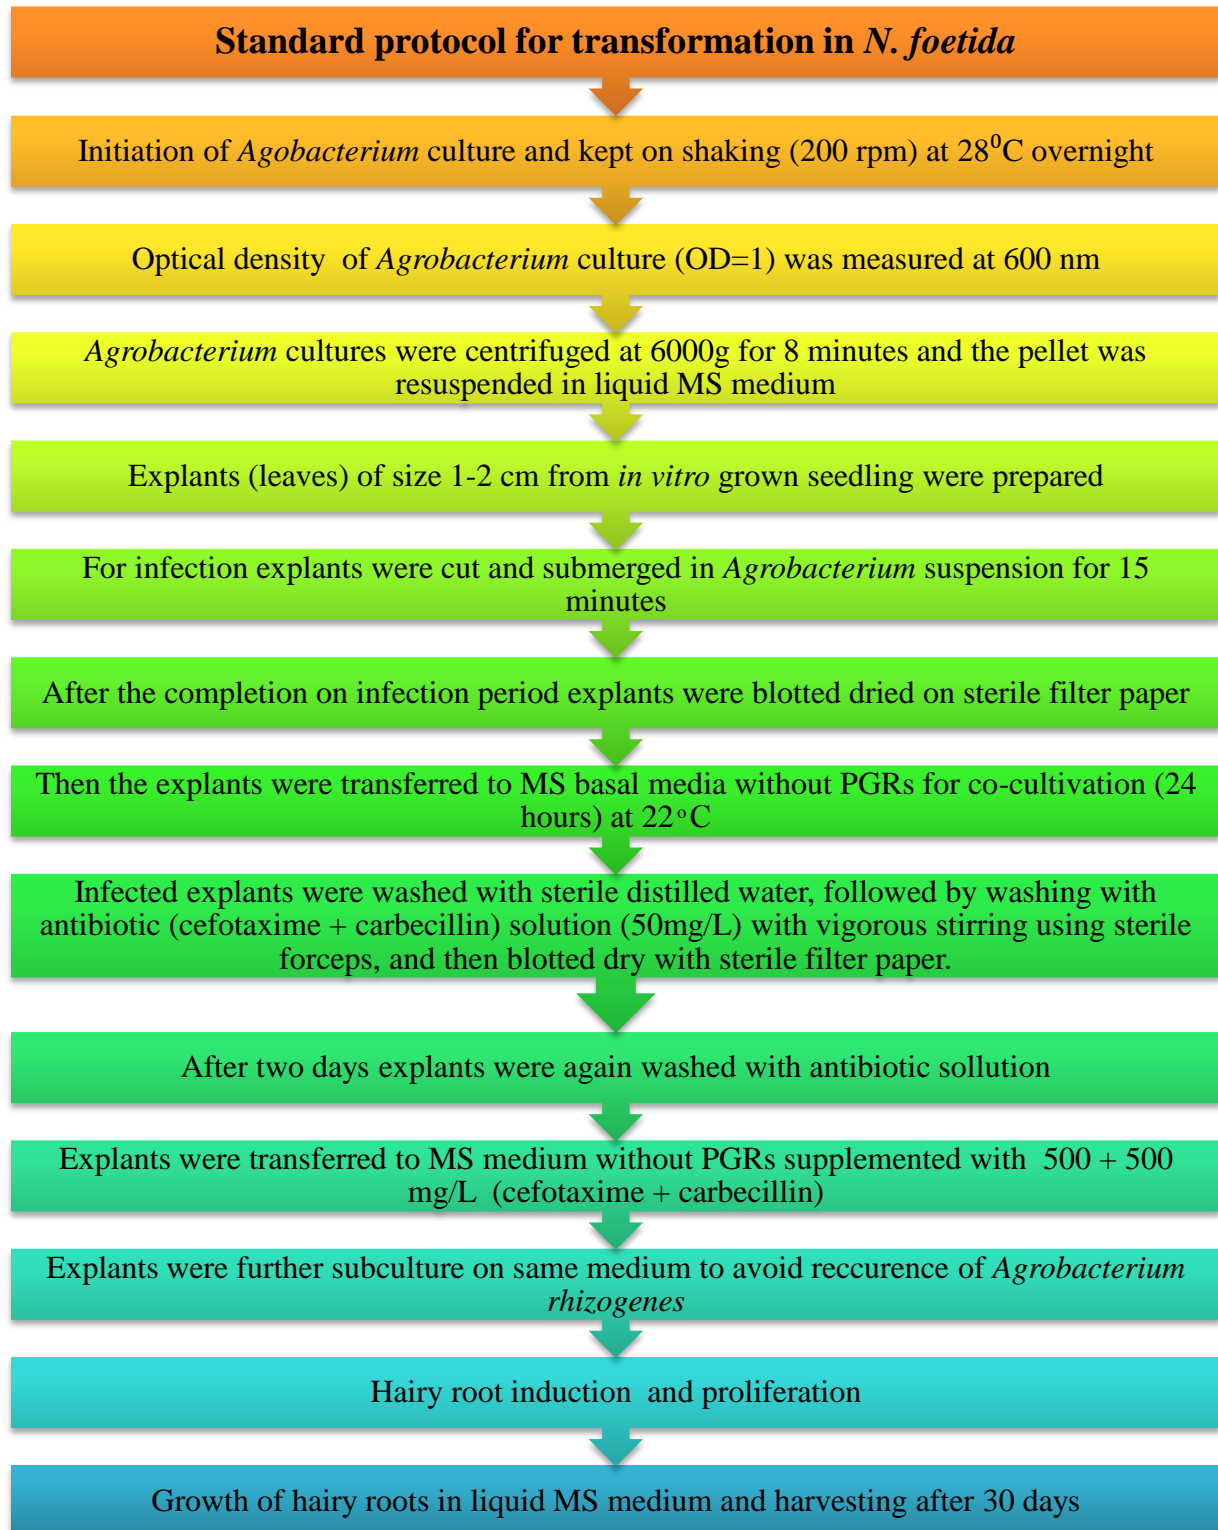 Standard protocol for transformation in N. foetida
Initiation of Agobacterium culture and kept on shaking (200 rpm) at 28⁰C overnight
Optical density of Agrobacterium culture (OD=1) was measured at 600 nm
Agrobacterium cultures were centrifuged at 6000g for 8 minutes and the pellet was
resuspended in liquid MS medium
Explants (leaves) of size 1-2 cm from in vitro grown seedling were prepared
For infection explants were cut and submerged in Agrobacterium suspension for 15
minutes
After the completion on infection period explants were blotted dried on sterile filter paper
Then the explants were transferred to MS basal media without PGRs for co-cultivation (24
hours) at 22°C
Infected explants were washed with sterile distilled water, followed by washing with
antibiotic (cefotaxime + carbecillin) solution (50mg/L) with vigorous stirring using sterile
forceps, and then blotted dry with sterile filter paper.
After two days explants were again washed with antibiotic sollution
Explants were transferred to MS medium without PGRs supplemented with 500 + 500
mg/L (cefotaxime + carbecillin)
Explants were further subculture on same medium to avoid reccurence of Agrobacterium
rhizogenes
Hairy root induction and proliferation
Growth of hairy roots in liquid MS medium and harvesting after 30 days